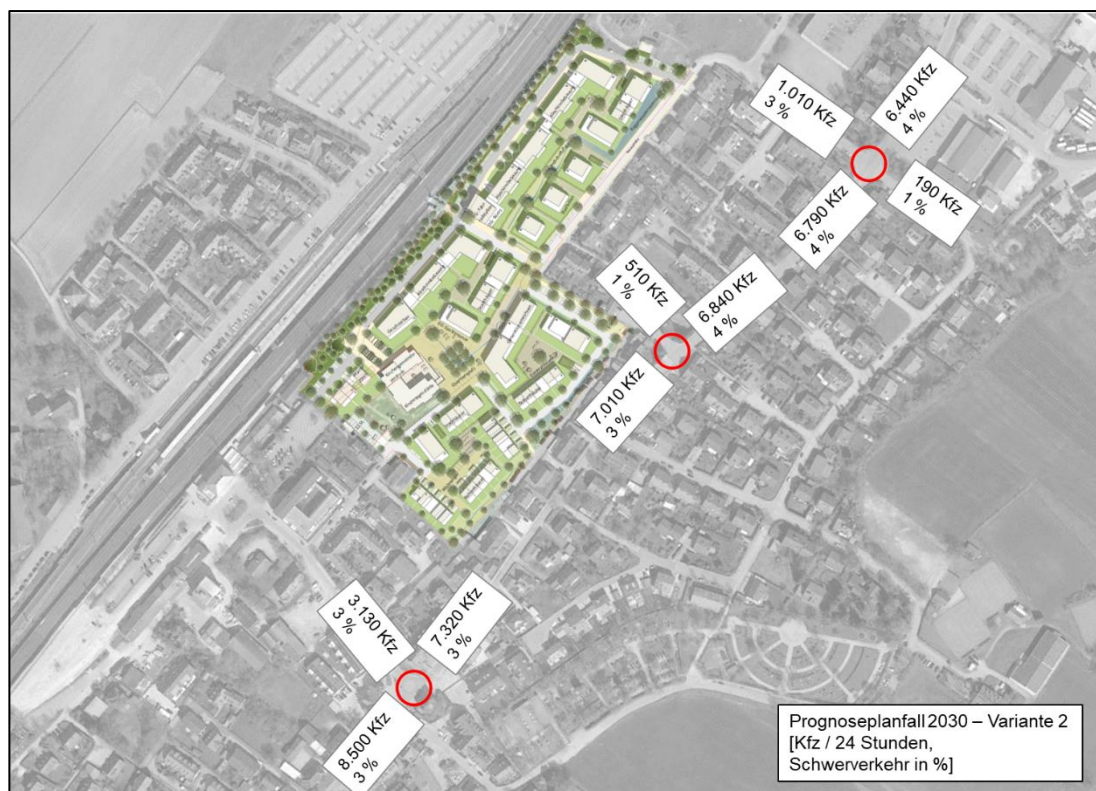 1.010 Kfz
3 %
6.440 Kfz
4 %
190 Kfz
1 %
6.790 Kfz
4 %
510 Kfz
1 %
6.840 Kfz
4 %
7.010 Kfz
3 %
3.130 Kfz
3 %
7.320 Kfz
3 %
8.500 Kfz
3 %
Prognoseplanfall 2030 – Variante 2
[Kfz / 24 Stunden,
Schwerverkehr in %]